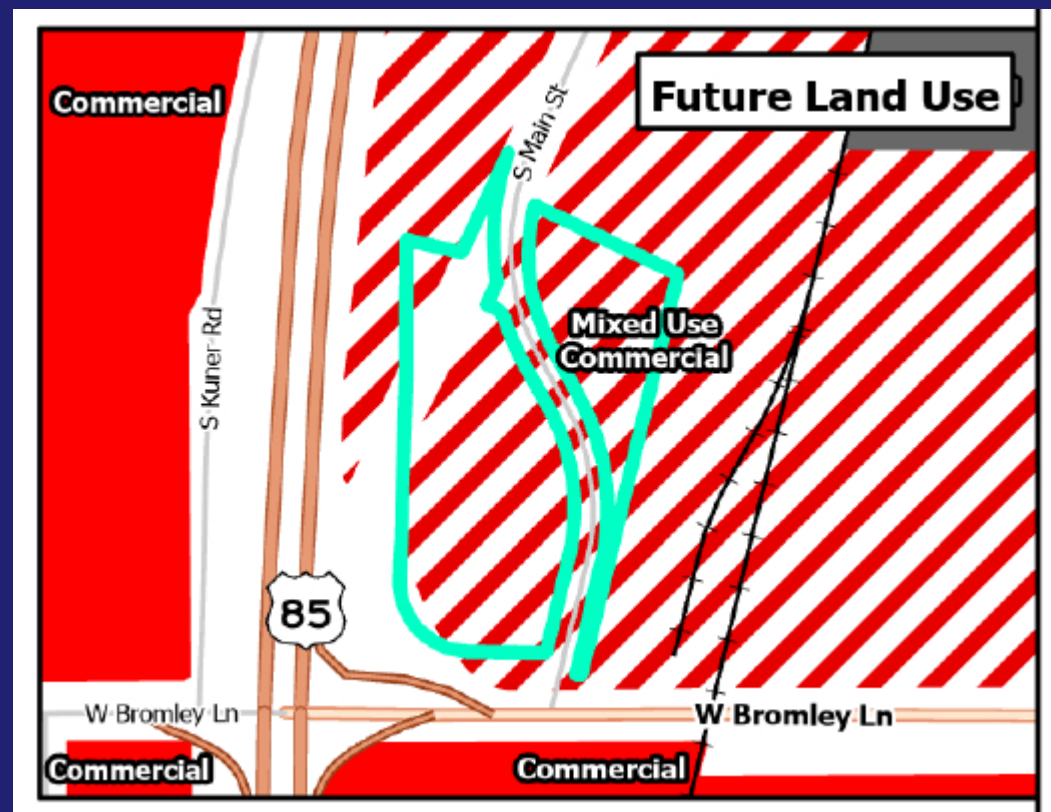 Commercial
Future Land Use
S Main St
Mixed Use
Commercial
S Kuner Rd
85
W Bromley Ln
W Bromley Ln
Commercial
Commercial